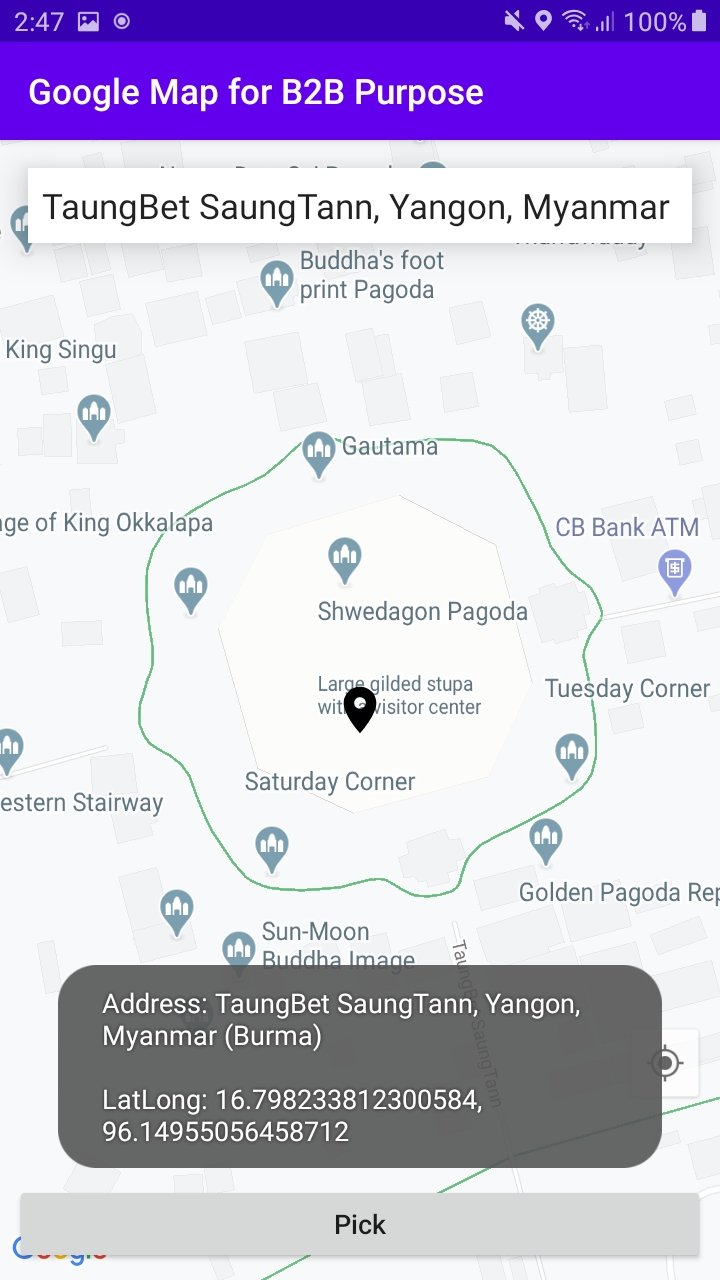 2:47
100%
Google Map for B2B Purpose
TaungBet SaungTann, Yangon, Myanmar
Buddha's foot
print Pagoda
King Singu
Gautama
ge of King Okkalapa
CB Bank ATM
Shwedagon Pagoda
Large gilded stupa
visitor center
Tuesday Corner
Saturday Corner
estern Stairway
Golden Pagoda Rep
Sun-Moon
Buddha Image
SaungTann
Address: TaungBet SaungTann, Yangon,
Myanmar (Burma)
LatLong: 16.798233812300584,
96.14955056458712
Pick
Google